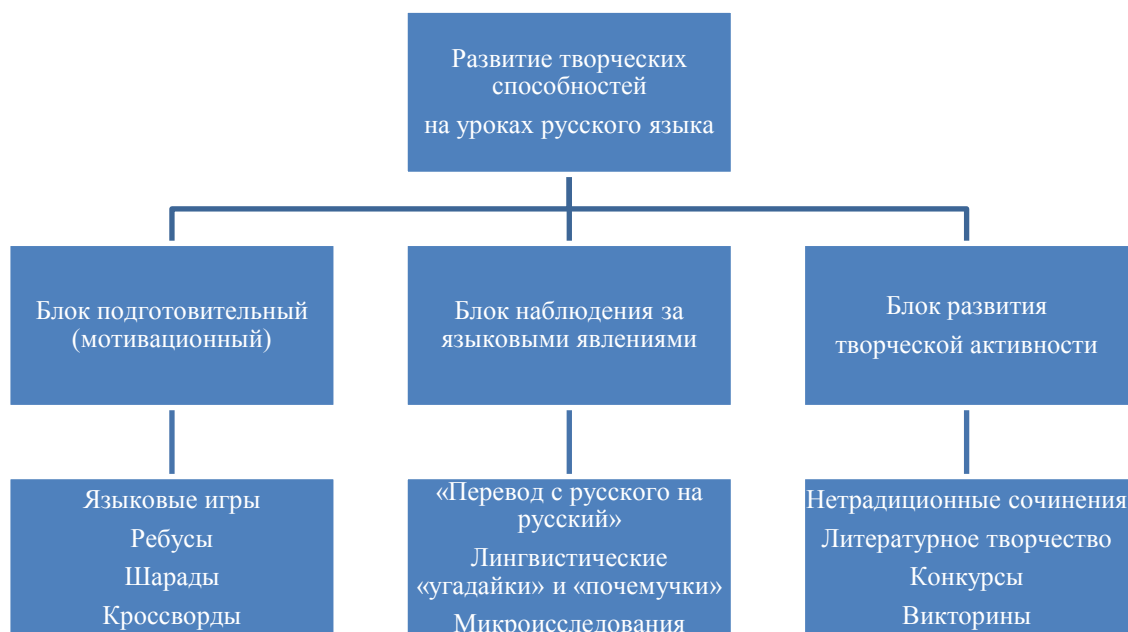 Развитие творческих
способностей
на уроках русского языка
Блок подготовительный
(мотивационный)
Блок наблюдения за
языковыми явлениями
Блок развития
творческой активности
Языковые игры
Ребусы
Шарады
Кроссворды
«Перевод с русского на
русский»
Лингвистические
«угадайки» и «почемучки»
Микроисследования
Нетрадиционные сочинения
Литературное творчество
Конкурсы
Викторины